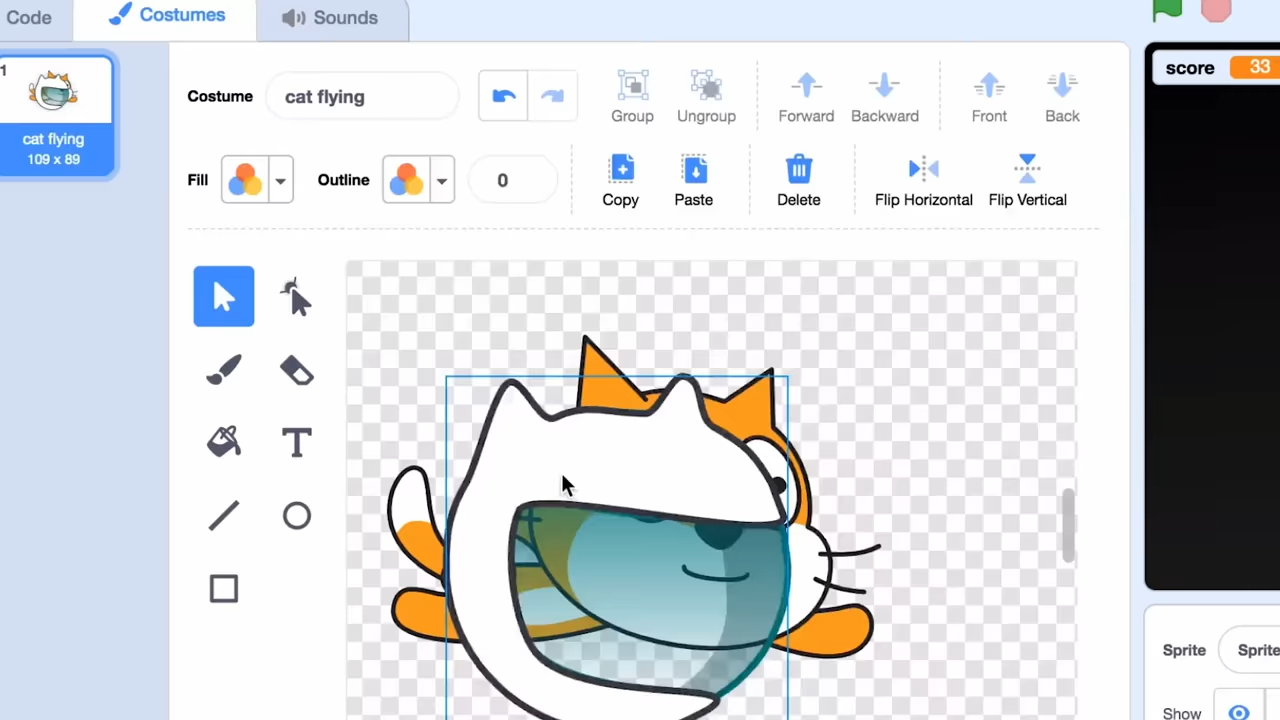 Code
Costumes
Sounds
1
cat flying
109 x 89
Costume
cat flying
Group
Ungroup
Forward
Backward
Front
Back
Fill
Outline
0
Copy
Paste
Delete
Flip Horizontal
Flip Vertical
T
score
33
Sprite
Sprite
Show